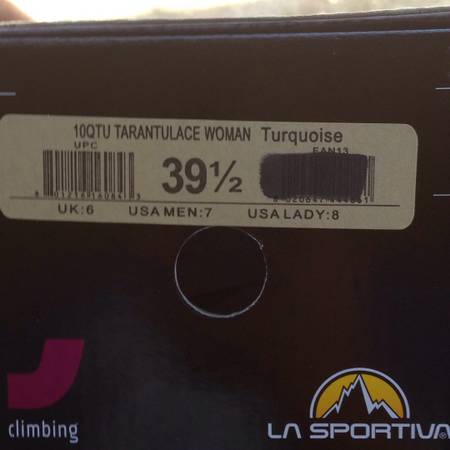 10QTU TARANTULACE WOMAN Turquoise
UPC EAN13
39½
UK:6 USA MEN:7 USA LADY:8
climbing
LA SPORTIVA®